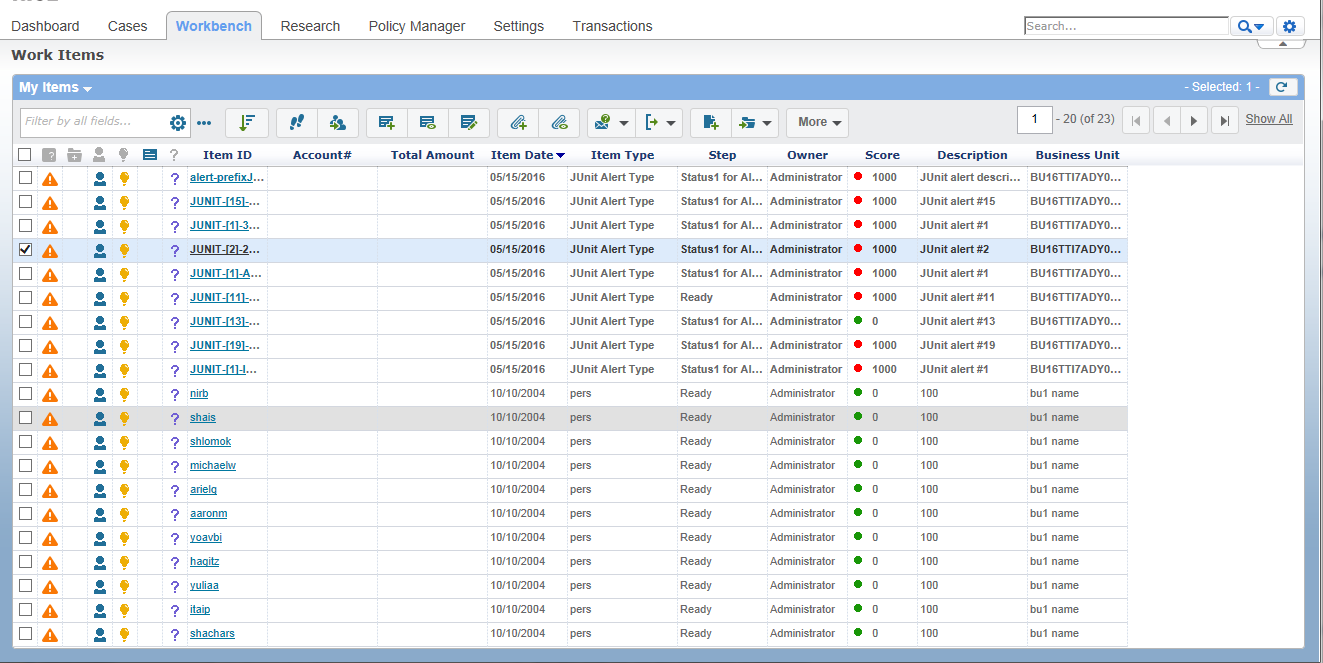 Dashboard Cases Workbench Research Policy Manager Settings Transactions Search...
Work Items
My Items - Selected: 1 -
Filter by all fields... More 1 - 20 (of 23) Show All
? ? Item ID Account# Total Amount Item Date Item Type Step Owner Score Description Business Unit
? alert-prefixJ... 05/15/2016 JUnit Alert Type Status1 for Al... Administrator 1000 JUnit alert descri... BU16TTI7ADY0...
? JUNIT-[15]-... 05/15/2016 JUnit Alert Type Status1 for Al... Administrator 1000 JUnit alert #15 BU16TTI7ADY0...
? JUNIT-[1]-3... 05/15/2016 JUnit Alert Type Status1 for Al... Administrator 1000 JUnit alert #1 BU16TTI7ADY0...
? JUNIT-[2]-2... 05/15/2016 JUnit Alert Type Status1 for Al... Administrator 1000 JUnit alert #2 BU16TTI7ADY0...
? JUNIT-[1]-A... 05/15/2016 JUnit Alert Type Status1 for Al... Administrator 1000 JUnit alert #1 BU16TTI7ADY0...
? JUNIT-[11]-... 05/15/2016 JUnit Alert Type Ready Administrator 1000 JUnit alert #11 BU16TTI7ADY0...
? JUNIT-[13]-... 05/15/2016 JUnit Alert Type Status1 for Al... Administrator 0 JUnit alert #13 BU16TTI7ADY0...
? JUNIT-[19]-... 05/15/2016 JUnit Alert Type Status1 for Al... Administrator 1000 JUnit alert #19 BU16TTI7ADY0...
? JUNIT-[1]-I... 05/15/2016 JUnit Alert Type Status1 for Al... Administrator 1000 JUnit alert #1 BU16TTI7ADY0...
? nirb 10/10/2004 pers Ready Administrator 0 100 bu1 name
? shais 10/10/2004 pers Ready Administrator 0 100 bu1 name
? shlomok 10/10/2004 pers Ready Administrator 0 100 bu1 name
? michaelw 10/10/2004 pers Ready Administrator 0 100 bu1 name
? arielg 10/10/2004 pers Ready Administrator 0 100 bu1 name
? aaronm 10/10/2004 pers Ready Administrator 0 100 bu1 name
? yoavbi 10/10/2004 pers Ready Administrator 0 100 bu1 name
? hagitz 10/10/2004 pers Ready Administrator 0 100 bu1 name
? yuliaa 10/10/2004 pers Ready Administrator 0 100 bu1 name
? itaip 10/10/2004 pers Ready Administrator 0 100 bu1 name
? shachars 10/10/2004 pers Ready Administrator 0 100 bu1 name